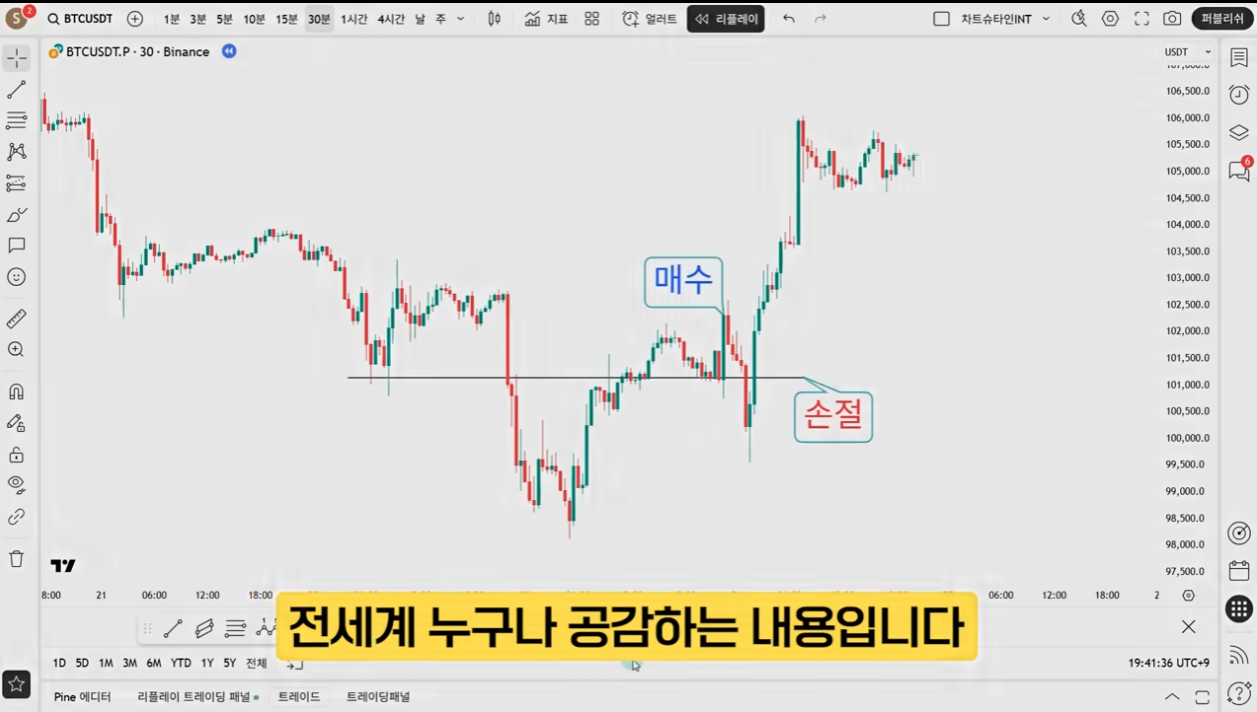 S 2 BTCUSDT 1분 3분 5분 10분 15분 30분 1시간 4시간 날 주 지표 얼러트 리플레이 차트슈타인INT 퍼블리쉬
BTCUSDT.P · 30 · Binance
USDT
106,500.0
106,000.0
105,500.0
105,000.0
104,500.0
104,000.0
103,500.0
103,000.0
102,500.0
102,000.0
101,500.0
101,000.0
100,500.0
100,000.0
99,500.0
99,000.0
98,500.0
98,000.0
97,500.0
6
매수
손절
8:00 21 06:00 12:00 18:00 06:00 12:00 18:00 2
전세계 누구나 공감하는 내용입니다
1D 5D 1M 3M 6M YTD 1Y 5Y 전체 19:41:36 UTC+9
Pine 에디터 리플레이 트레이딩 패널 트레이드 트레이딩패널